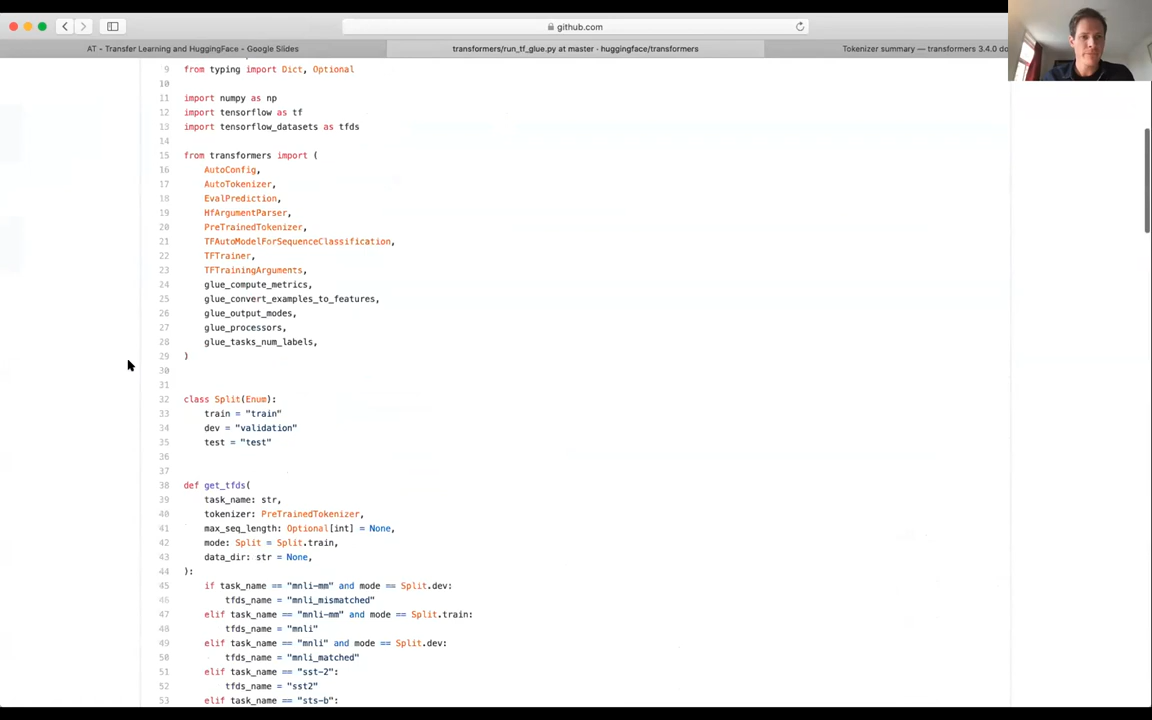 github.com
AT - Transfer Learning and HuggingFace - Google Slides
transformers/run_tf_glue.py at master · huggingface/transformers
Tokenizer summary — transformers 3.4.0 do
9 from typing import Dict, Optional
10
11 import numpy as np
12 import tensorflow as tf
13 import tensorflow_datasets as tfds
14
15 from transformers import (
16 AutoConfig,
17 AutoTokenizer,
18 EvalPrediction,
19 HfArgumentParser,
20 PreTrainedTokenizer,
21 TFAutoModelForSequenceClassification,
22 TFTrainer,
23 TFTrainingArguments,
24 glue_compute_metrics,
25 glue_convert_examples_to_features,
26 glue_output_modes,
27 glue_processors,
28 glue_tasks_num_labels,
29 )
30
31
32 class Split(Enum):
33 train = "train"
34 dev = "validation"
35 test = "test"
36
37
38 def get_tfds(
39 task_name: str,
40 tokenizer: PreTrainedTokenizer,
41 max_seq_length: Optional[int] = None,
42 mode: Split = Split.train,
43 data_dir: str = None,
44 ):
45 if task_name == "mnli-mm" and mode == Split.dev:
46 tfds_name = "mnli_mismatched"
47 elif task_name == "mnli-mm" and mode == Split.train:
48 tfds_name = "mnli"
49 elif task_name == "mnli" and mode == Split.dev:
50 tfds_name = "mnli_matched"
51 elif task_name == "sst-2":
52 tfds_name = "sst2"
53 elif task_name == "sts-b":